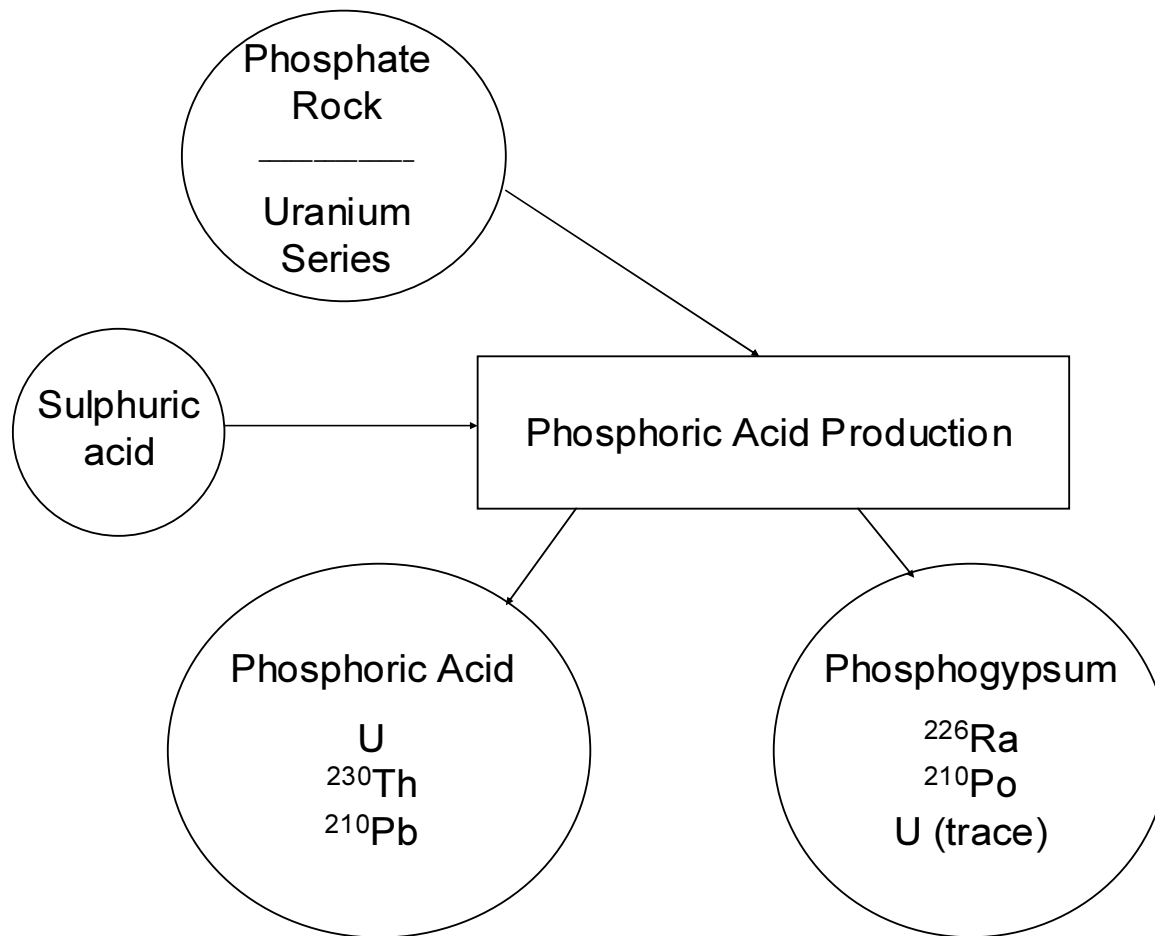 Phosphate
Rock
Uranium
Series
Sulphuric
acid
Phosphoric Acid Production
Phosphoric Acid
U
²³⁰Th
²¹⁰Pb
Phosphogypsum
²²⁶Ra
²¹⁰Po
U (trace)